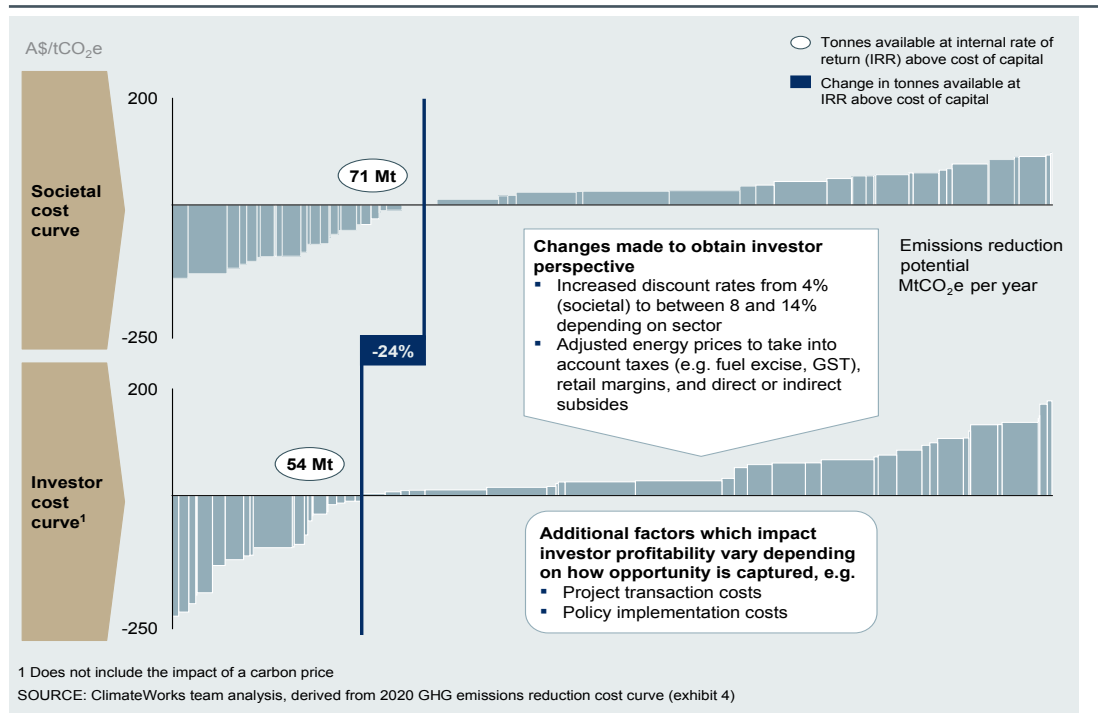 A$/tCO₂e
Tonnes available at internal rate of
return (IRR) above cost of capital
Change in tonnes available at
IRR above cost of capital
Societal
cost
curve
200
71 Mt
-250
Changes made to obtain investor
perspective
▪ Increased discount rates from 4%
(societal) to between 8 and 14%
depending on sector
▪ Adjusted energy prices to take into
account taxes (e.g. fuel excise, GST),
retail margins, and direct or indirect
subsides
Emissions reduction
potential
MtCO₂e per year
-24%
Investor
cost
curve¹
200
54 Mt
-250
Additional factors which impact
investor profitability vary depending
on how opportunity is captured, e.g.
▪ Project transaction costs
▪ Policy implementation costs
1 Does not include the impact of a carbon price
SOURCE: ClimateWorks team analysis, derived from 2020 GHG emissions reduction cost curve (exhibit 4)